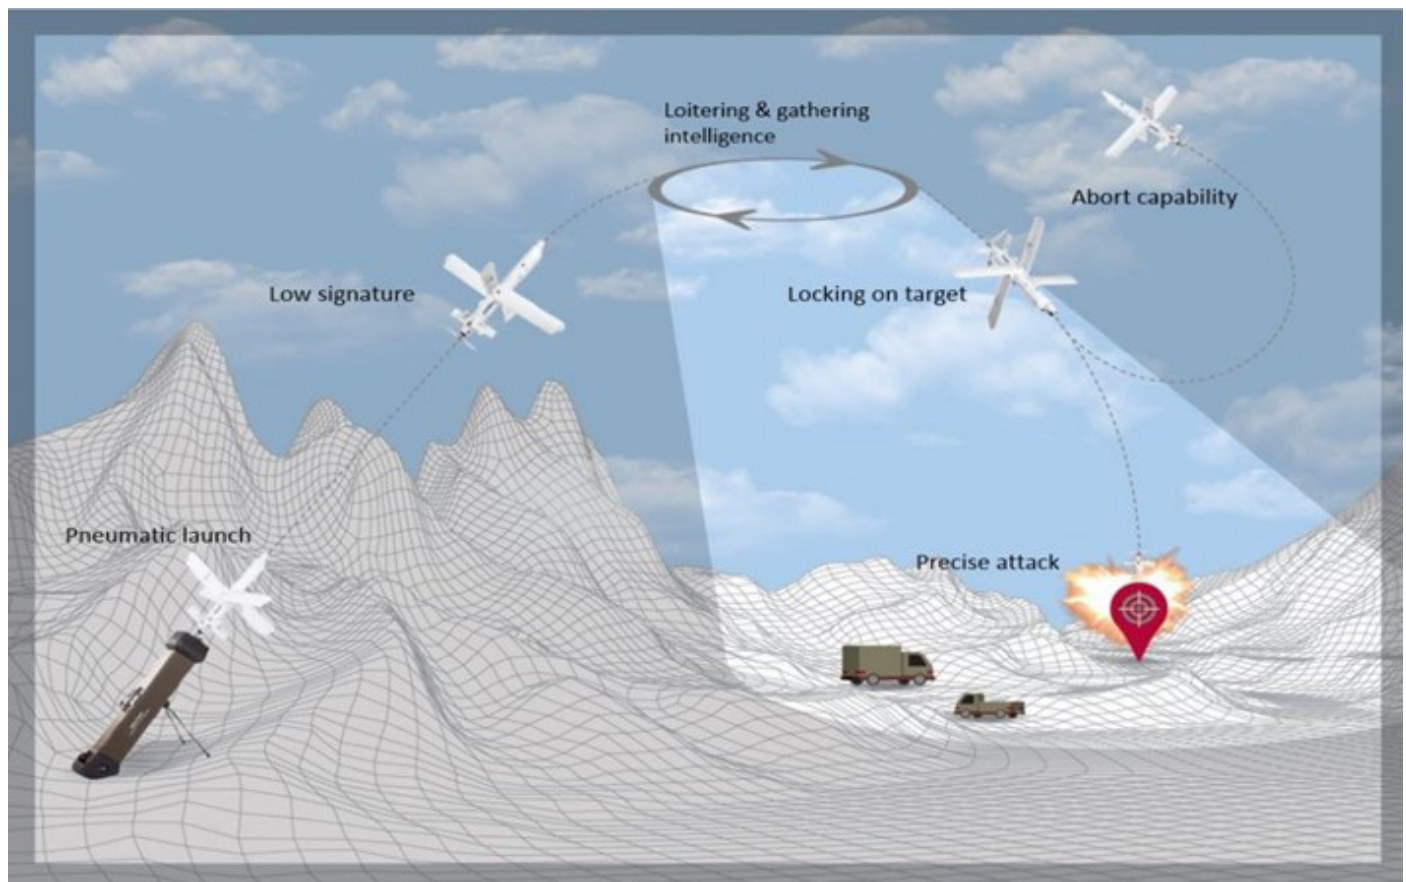 Loitering & gathering
intelligence
Abort capability
Low signature
Locking on target
Pneumatic launch
Precise attack